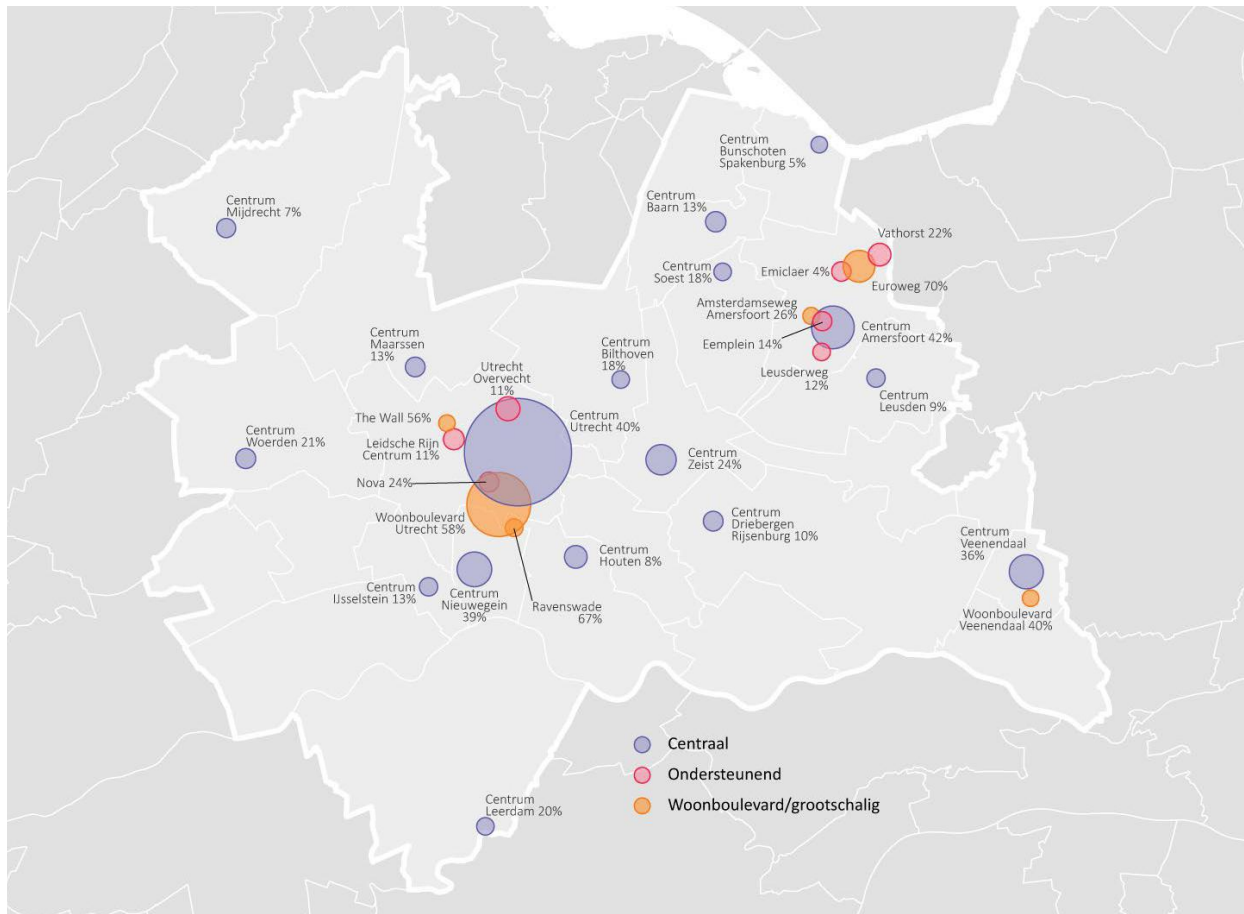 Centrum
Bunschoten
Spakenburg 5%
Centrum
Mijdrecht 7%
Centrum
Baarn 13%
Vathorst 22%
Centrum
Soest 18%
Emiclaer 4%
Euroweg 70%
Amsterdamseweg
Amersfoort 26%
Eemplein 14%
Centrum
Amersfoort 42%
Leusderweg
12%
Centrum
Leusden 9%
Centrum
Maarssen
13%
Centrum
Bilthoven
18%
Utrecht
Overvecht
11%
The Wall 56%
Centrum
Utrecht 40%
Centrum
Woerden 21%
Leidsche Rijn
Centrum 11%
Centrum
Zeist 24%
Nova 24%
Woonboulevard
Utrecht 58%
Centrum
Driebergen
Rijsenburg 10%
Centrum
Veenendaal
36%
Centrum
Houten 8%
Centrum
IJsselstein 13%
Centrum
Nieuwegein
39%
Ravenswade
67%
Woonboulevard
Veenendaal 40%
Centraal
Ondersteunend
Woonboulevard/grootschalig
Centrum
Leerdam 20%